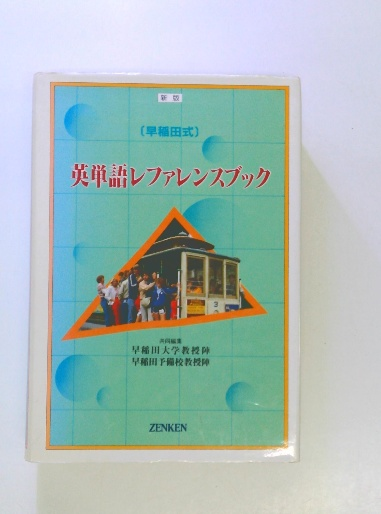 新版
〔早稲田式〕
英単語レファレンスブック
共同編集
早稲田大学教授陣
早稲田予備校教授陣
ZENKEN